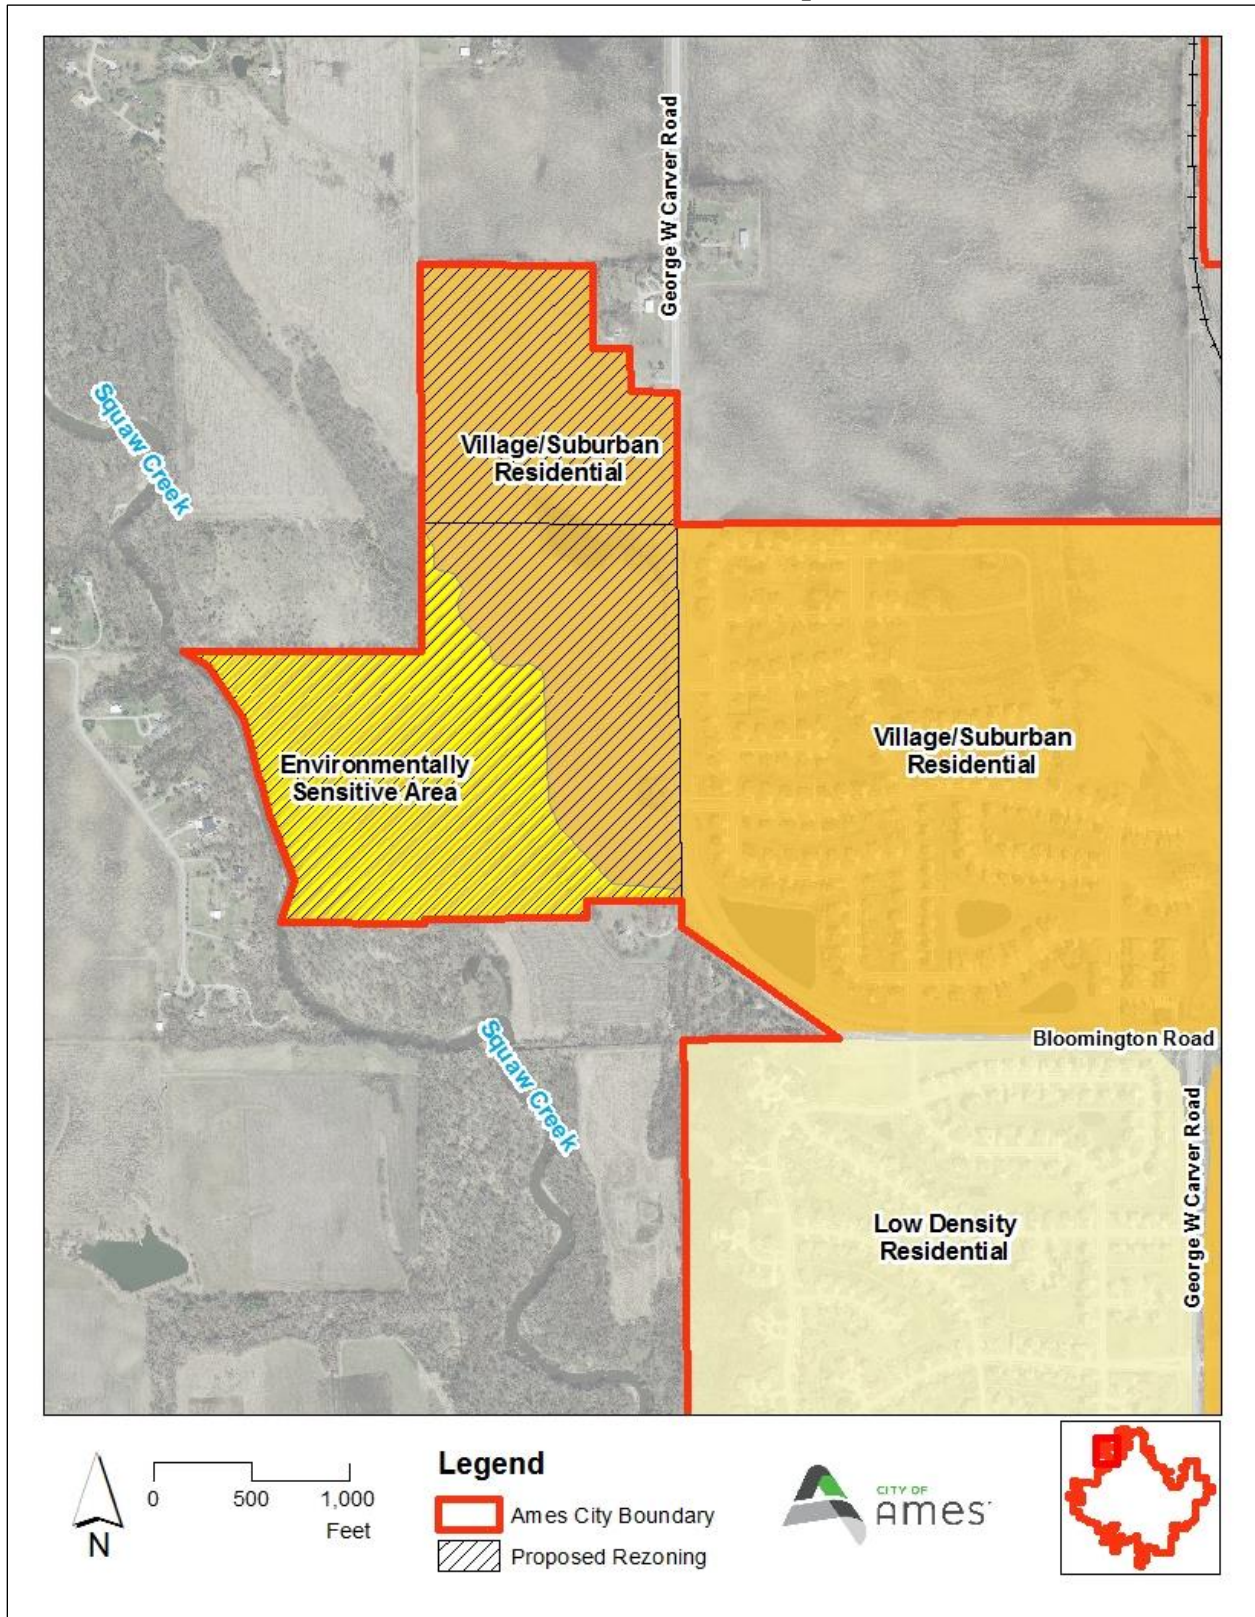 George W Carver Road
Squaw Creek
Village/Suburban
Residential
Village/Suburban
Residential
Environmentally
Sensitive Area
Squaw Creek
Bloomington Road
Low Density
Residential
George W Carver Road
N
0 500 1,000
Feet
Legend
Ames City Boundary
Proposed Rezoning
CITY OF
Ames